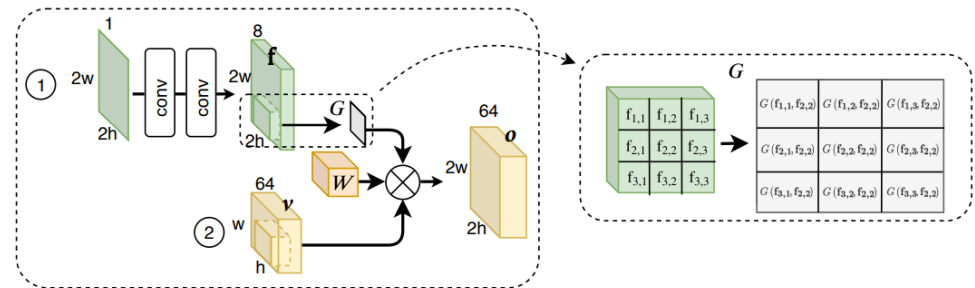 1
2w
2h
1
conv
conv
8
f
2w
2h
G
W
64
v
w
h
2
64
o
2w
2h
G
f1,1 f1,2 f1,3
f2,1 f2,2 f2,3
f3,1 f3,2 f3,3
G(f1,1, f2,2) G(f1,2, f2,2) G(f1,3, f2,2)
G(f2,1, f2,2) G(f2,2, f2,2) G(f2,3, f2,2)
G(f3,1, f2,2) G(f3,2, f2,2) G(f3,3, f2,2)